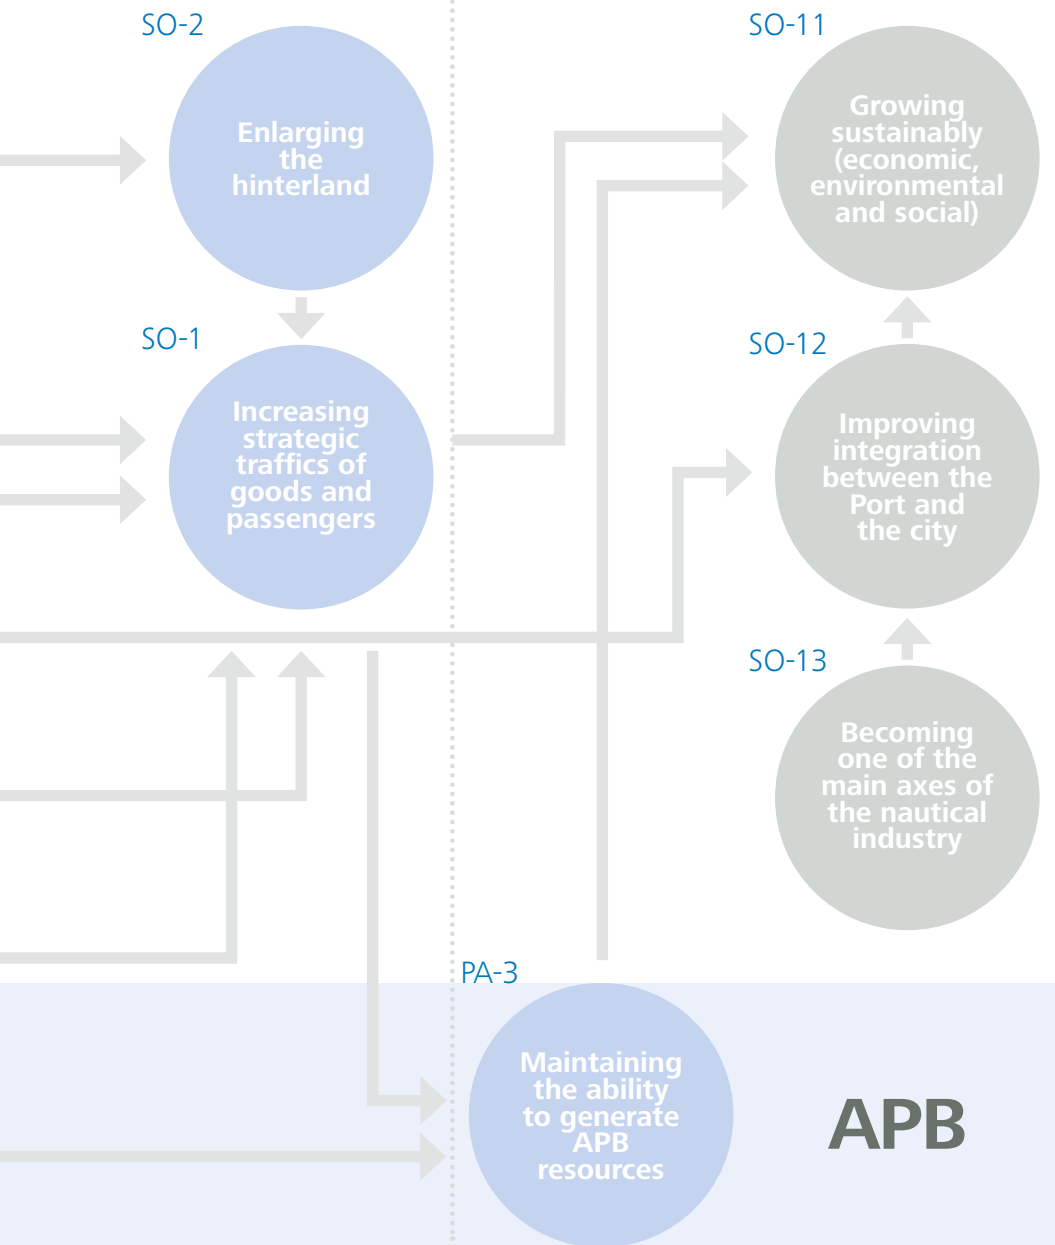 SO-2
Enlarging
the
hinterland
SO-1
Increasing
strategic
traffics of
goods and
passengers
SO-11
Growing
sustainably
(economic,
environmental
and social)
SO-12
Improving
integration
between the
Port and
the city
SO-13
Becoming
one of the
main axes of
the nautical
industry
PA-3
Maintaining
the ability
to generate
APB
resources
APB